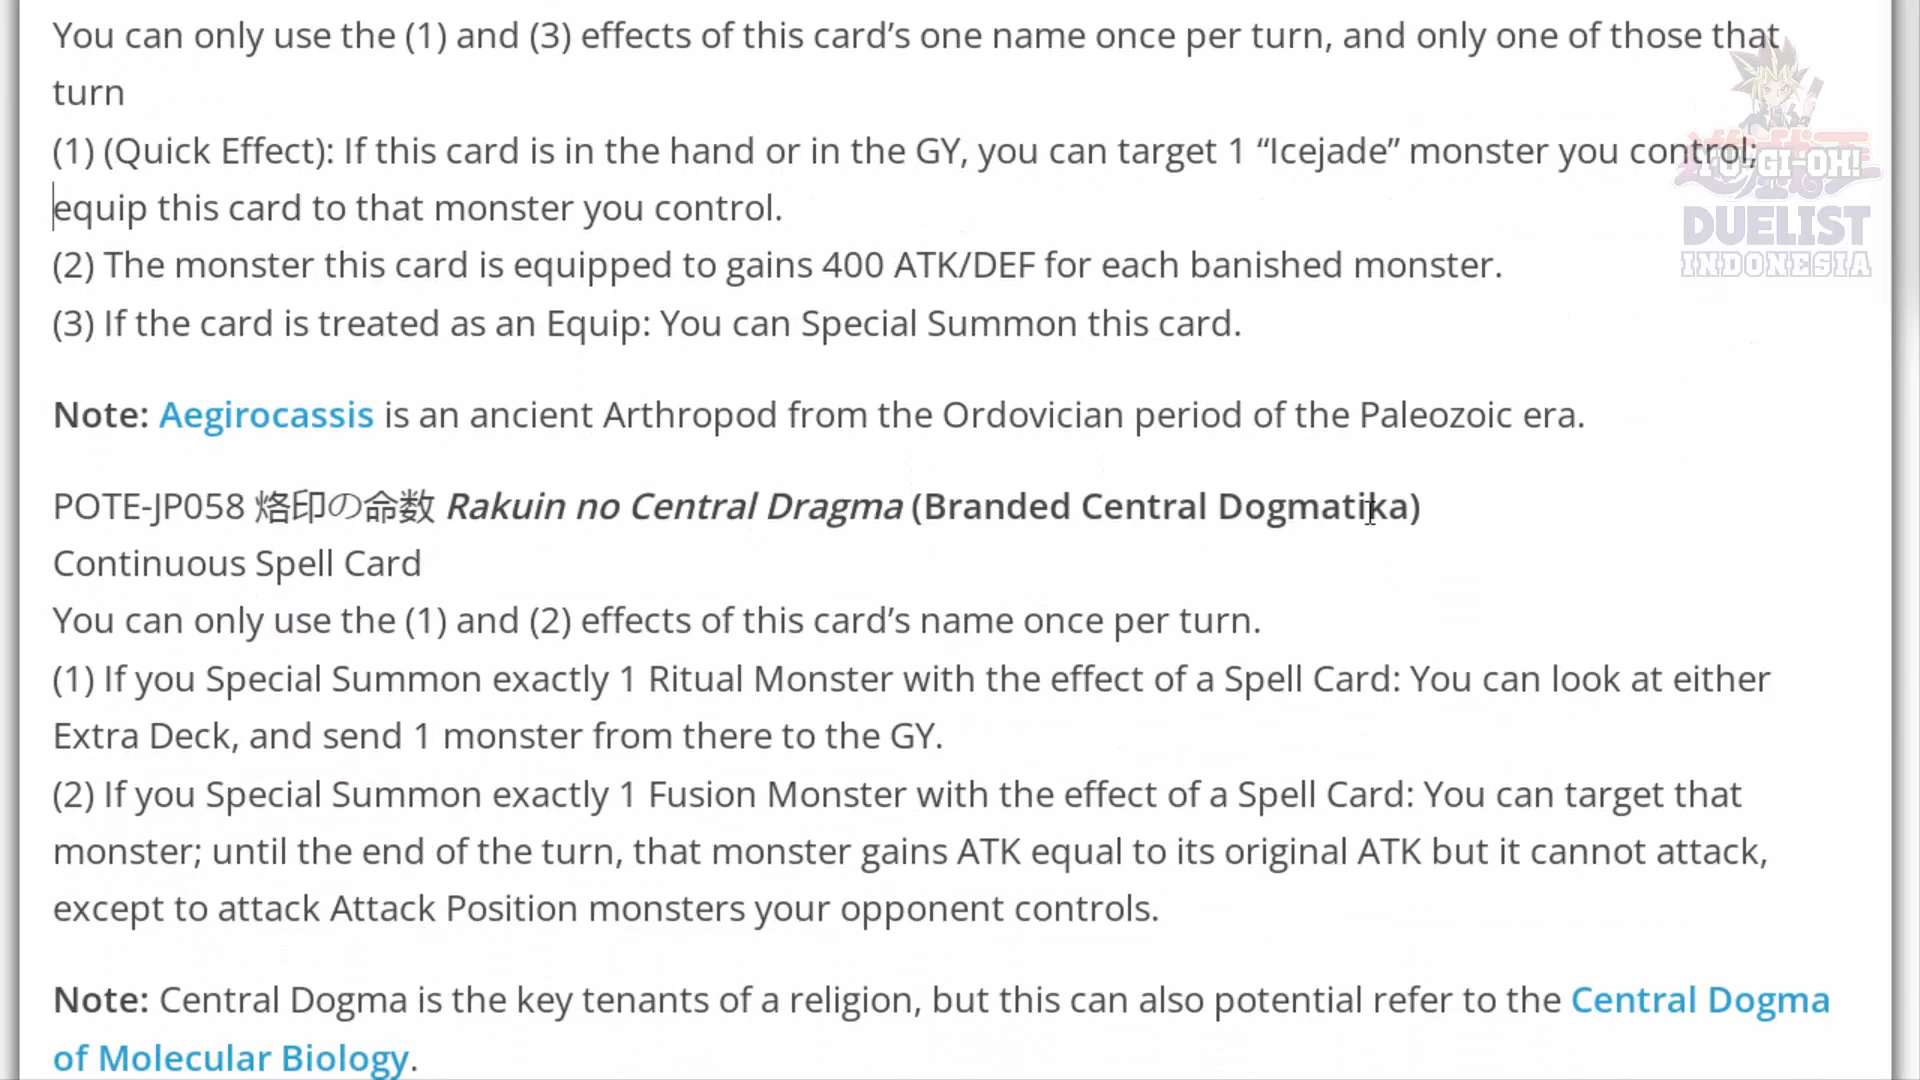 You can only use the (1) and (3) effects of this card’s one name once per turn, and only one of those that
turn
(1) (Quick Effect): If this card is in the hand or in the GY, you can target 1 “Icejade” monster you control;
equip this card to that monster you control.
(2) The monster this card is equipped to gains 400 ATK/DEF for each banished monster.
(3) If the card is treated as an Equip: You can Special Summon this card.
Note: Aegirocassis is an ancient Arthropod from the Ordovician period of the Paleozoic era.
POTE-JP058 烙印の命数 Rakuin no Central Dragma (Branded Central Dogmatika)
Continuous Spell Card
You can only use the (1) and (2) effects of this card’s name once per turn.
(1) If you Special Summon exactly 1 Ritual Monster with the effect of a Spell Card: You can look at either
Extra Deck, and send 1 monster from there to the GY.
(2) If you Special Summon exactly 1 Fusion Monster with the effect of a Spell Card: You can target that
monster; until the end of the turn, that monster gains ATK equal to its original ATK but it cannot attack,
except to attack Attack Position monsters your opponent controls.
Note: Central Dogma is the key tenants of a religion, but this can also potential refer to the Central Dogma
of Molecular Biology.
YU-GI-OH!
DUELIST
INDONESIA